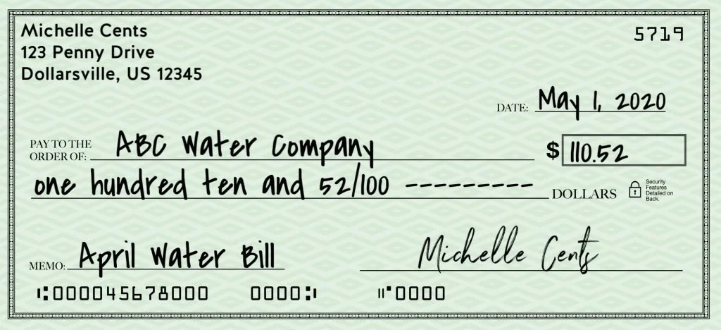 Michelle Cents
123 Penny Drive
Dollarsville, US 12345
5719
DATE: May 1, 2020
PAY TO THE
ORDER OF: ABC Water Company
$ 110.52
one hundred ten and 52/100 ---------- DOLLARS
Security
Features
Detailed on
Back.
MEMO: April Water Bill
Michelle Cents
⑆000045678000 0000⑆ ⑈0000